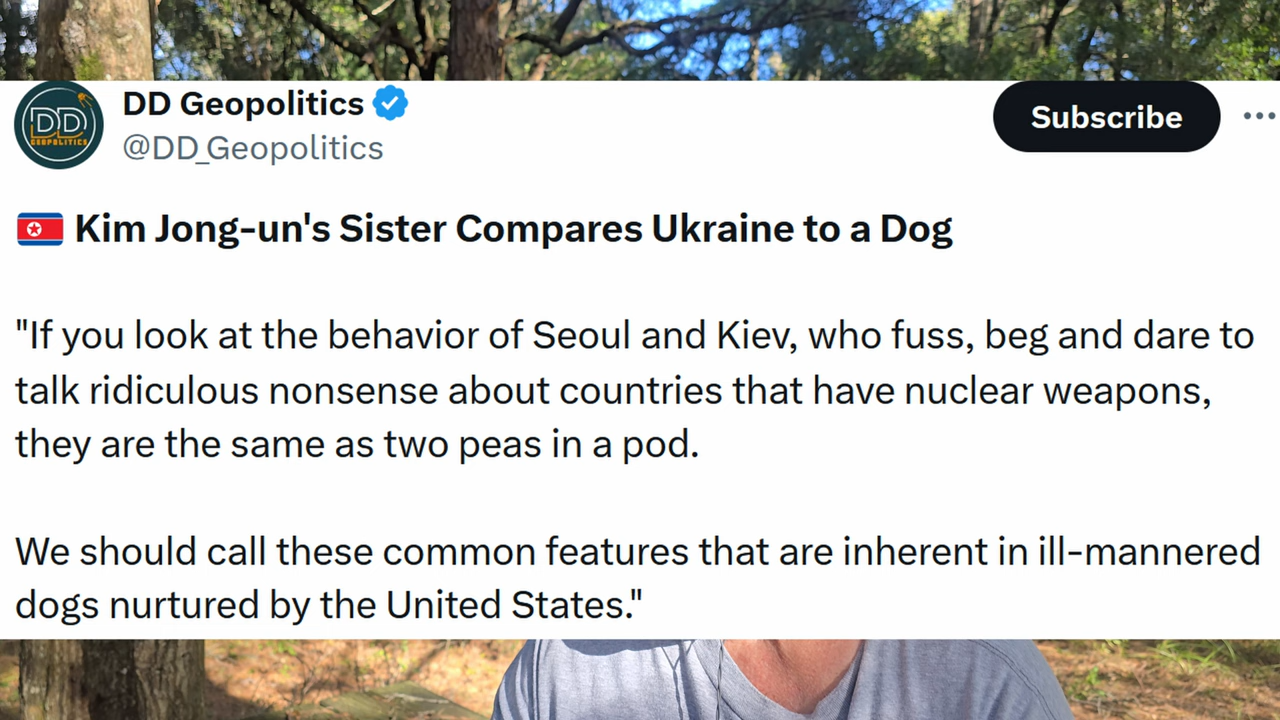 DD
GEOPOLITICS
DD Geopolitics
@DD_Geopolitics
Subscribe
Kim Jong-un's Sister Compares Ukraine to a Dog
"If you look at the behavior of Seoul and Kiev, who fuss, beg and dare to
talk ridiculous nonsense about countries that have nuclear weapons,
they are the same as two peas in a pod.
We should call these common features that are inherent in ill-mannered
dogs nurtured by the United States."